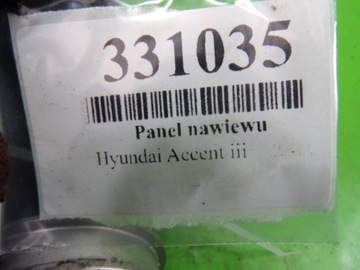 331035
Panel nawiewu
Hyundai Accent iii